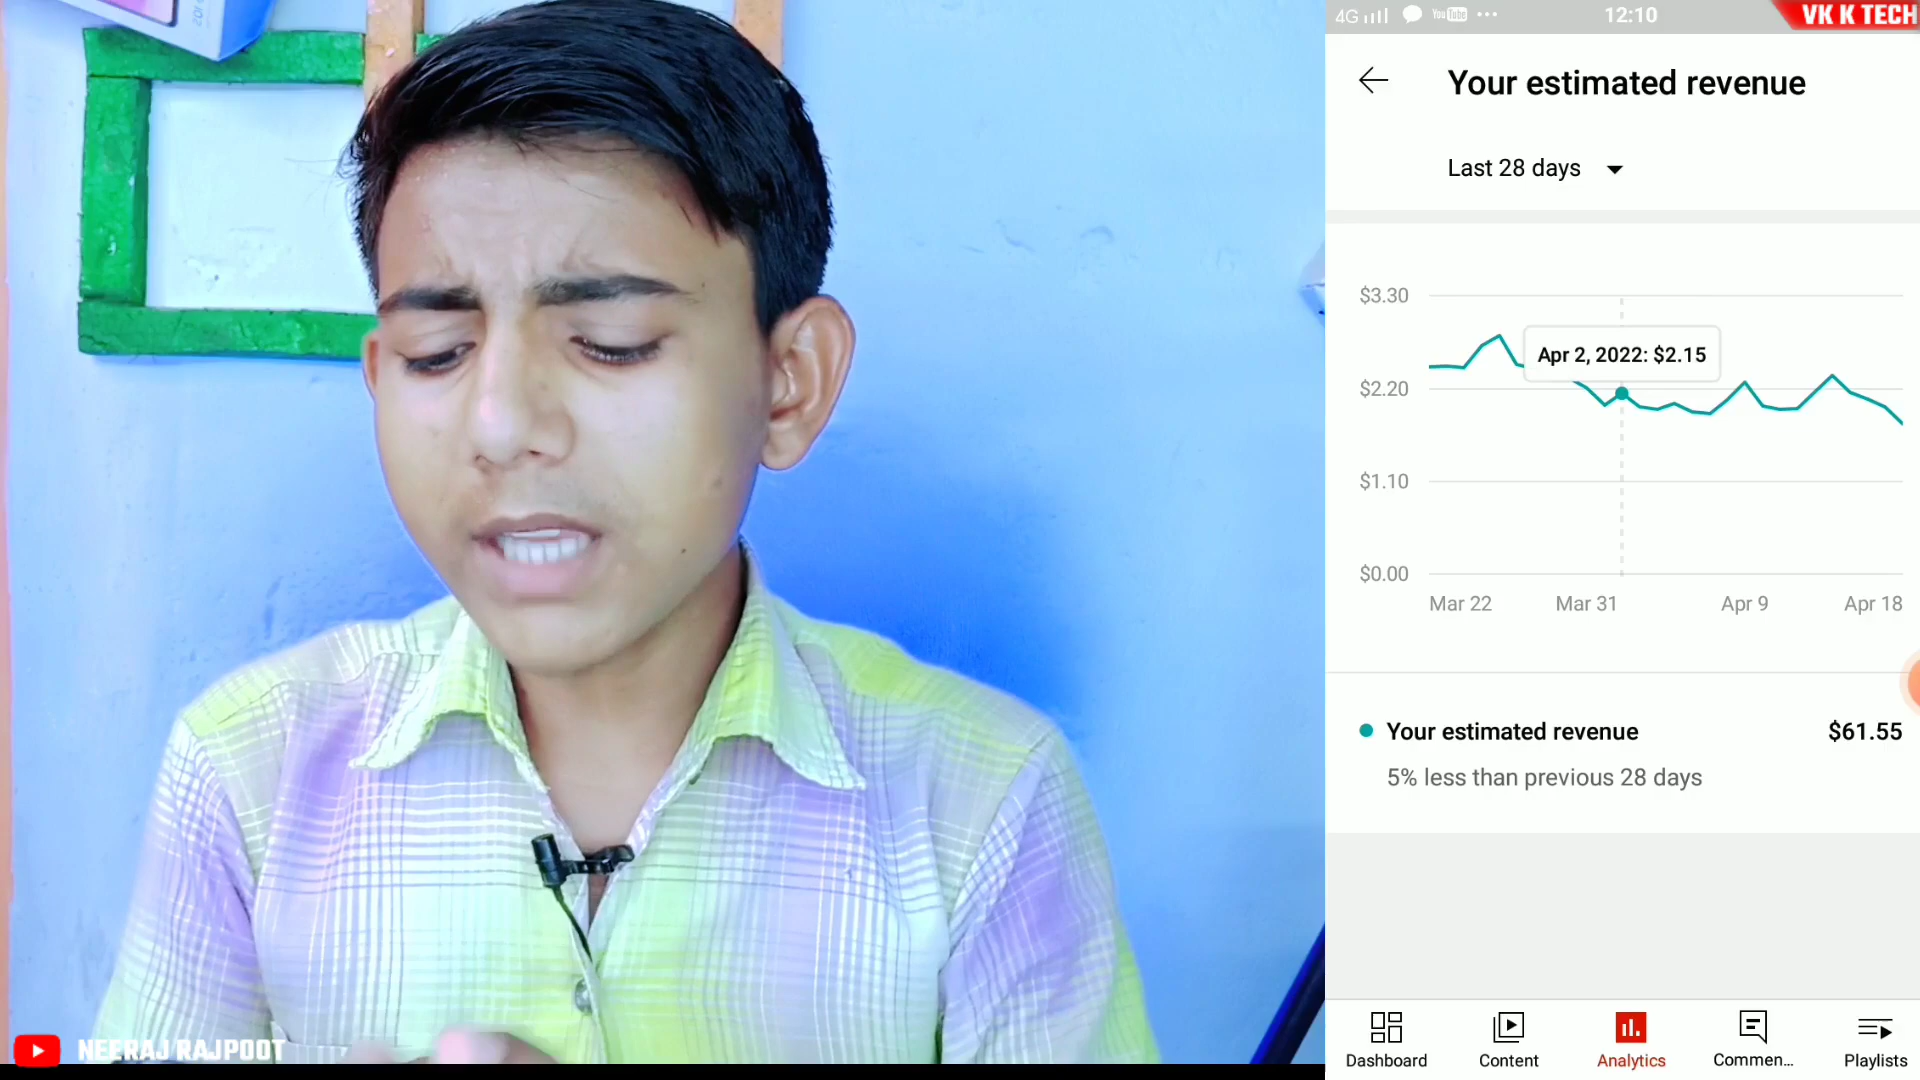 4G YouTube ... 12:10 VK K TECH
Your estimated revenue
Last 28 days
$3.30
Apr 2, 2022: $2.15
$2.20
$1.10
$0.00
Mar 22 Mar 31 Apr 9 Apr 18
Your estimated revenue $61.55
5% less than previous 28 days
Dashboard Content Analytics Commen... Playlists
NEERAJ RAJPOOT